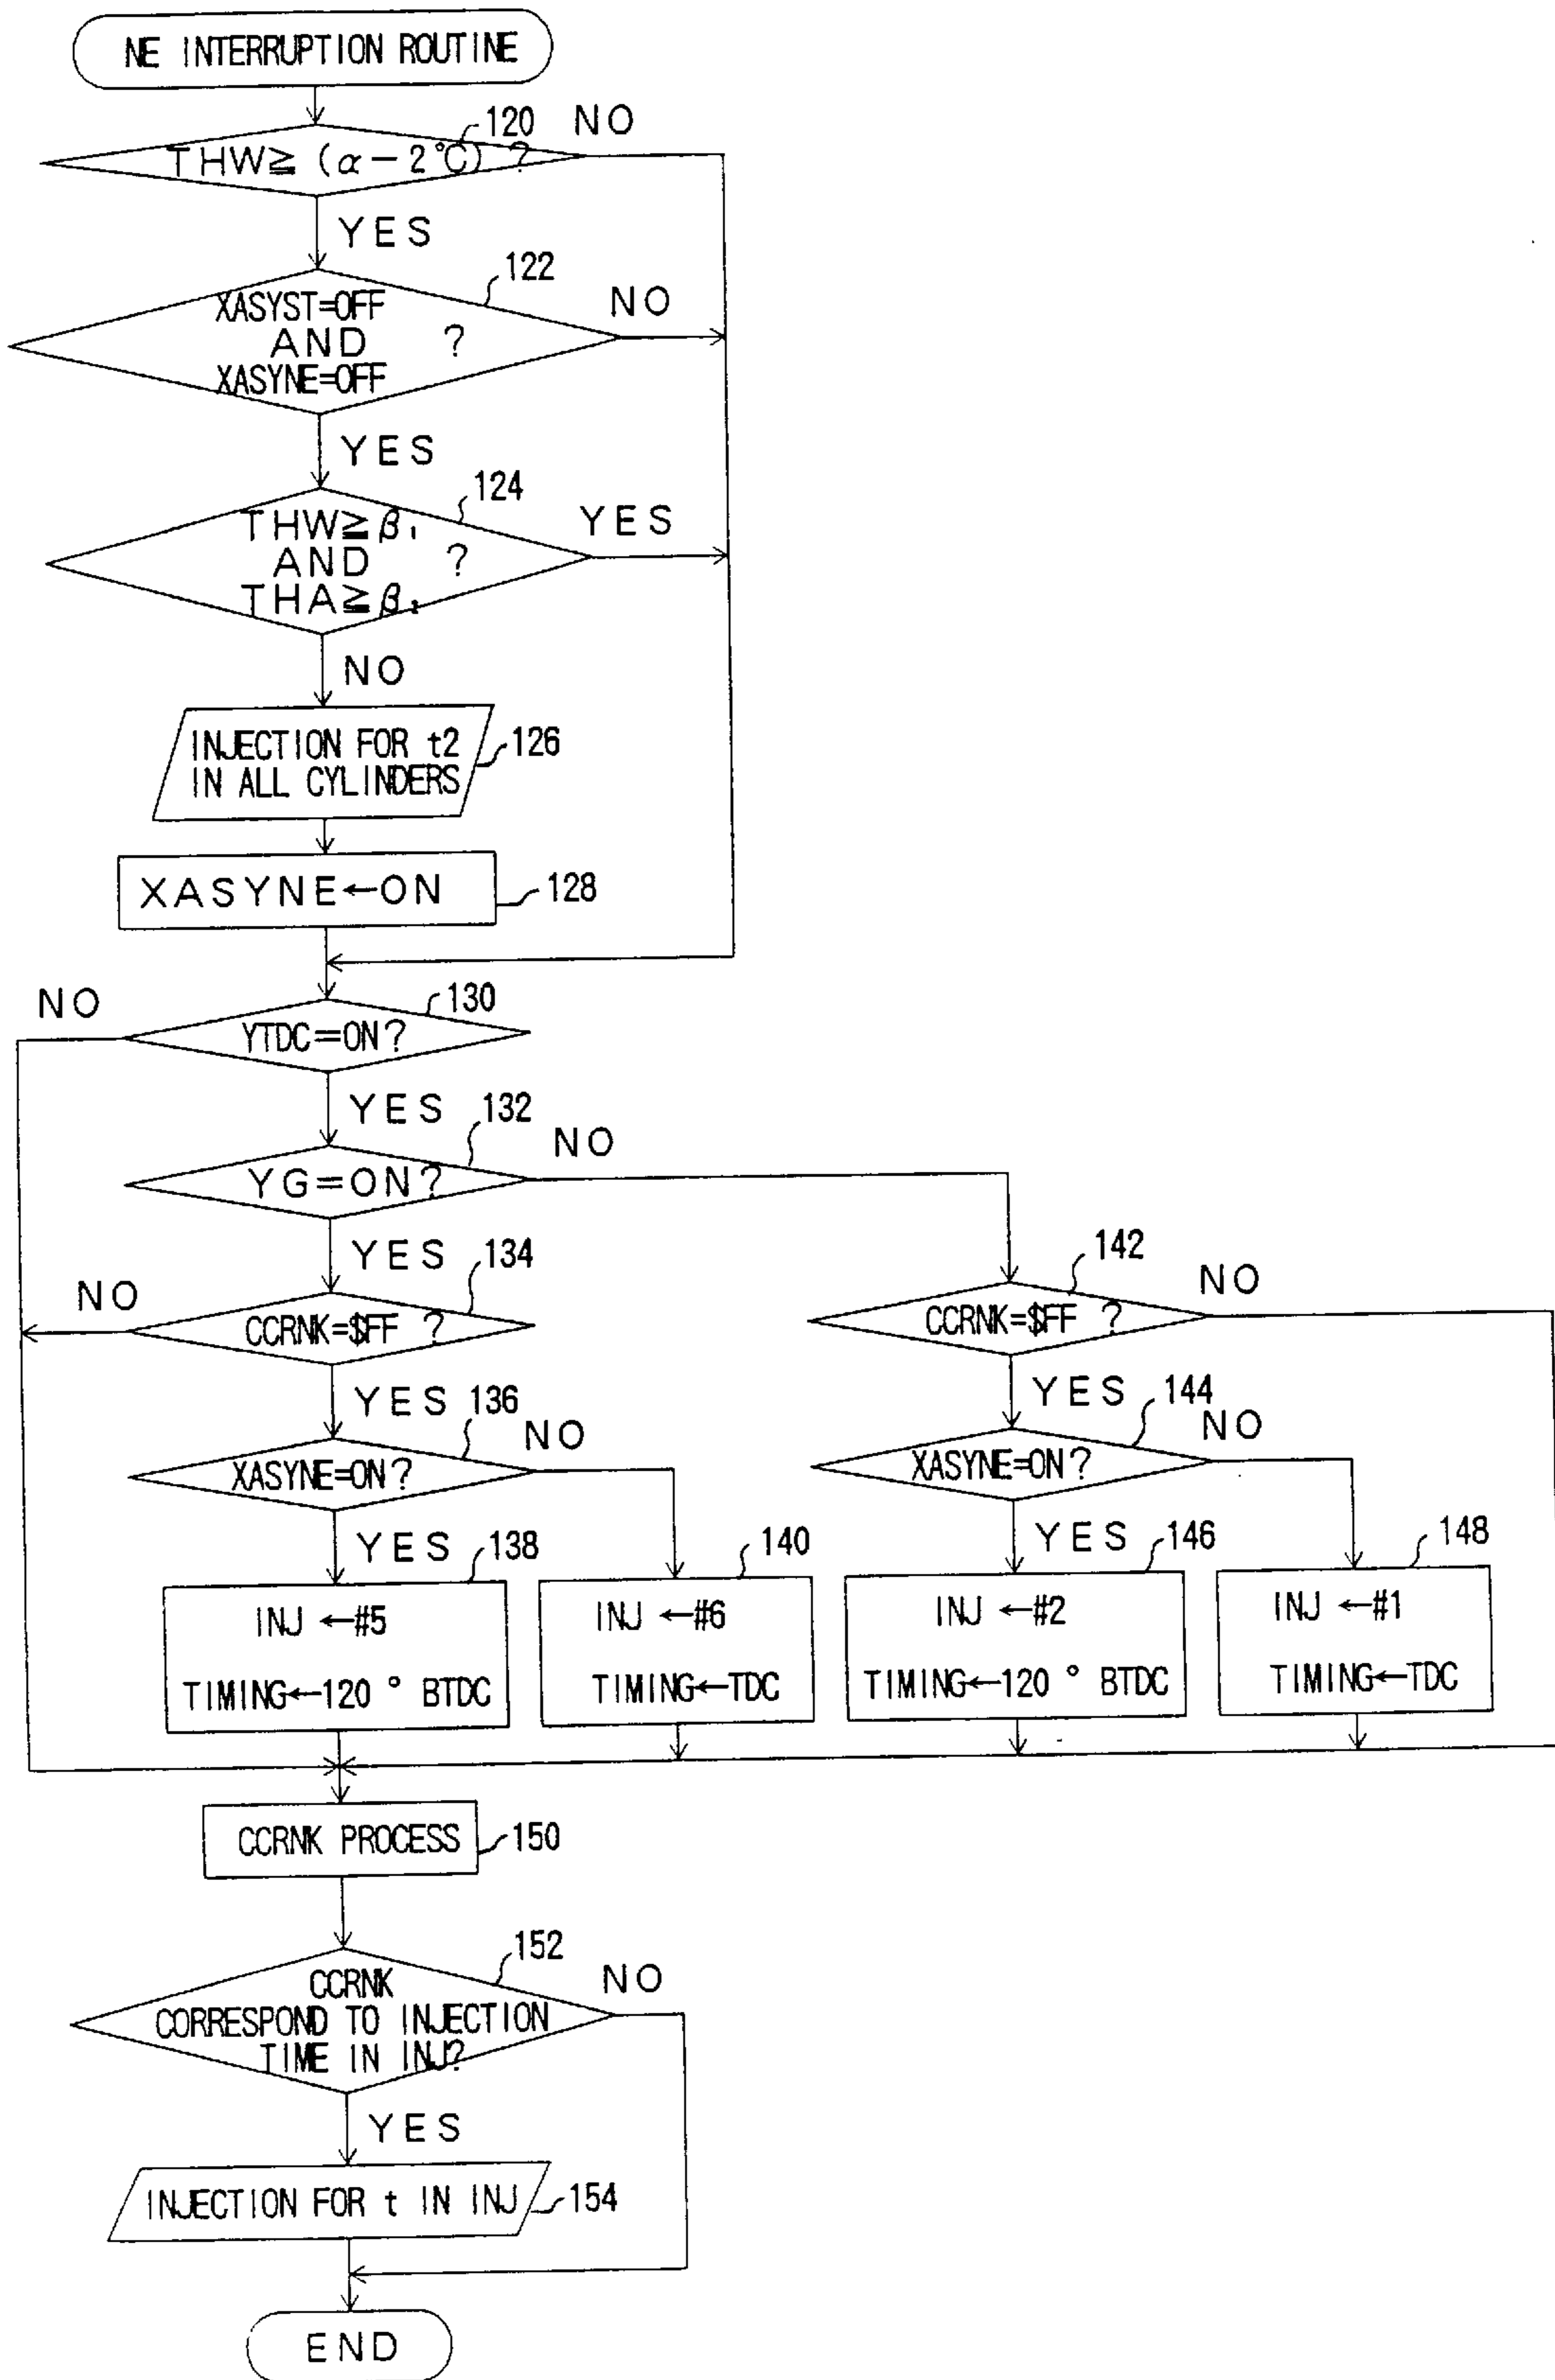 NE INTERRUPTION ROUTINE
120
NO
THW≧ (α−2℃) ?
YES
122
XASYST=OFF
AND ?
XASYNE=OFF
NO
YES
124
THW≧β₁
AND ?
THA≧β₂
YES
NO
INJECTION FOR t2
IN ALL CYLINDERS
126
XASYNE←ON
128
NO
130
YTDC=ON?
YES
132
NO
YG=ON?
YES
134
NO
CCRNK=$FF ?
142
NO
CCRNK=$FF ?
YES
136
NO
XASYNE=ON?
YES
144
NO
XASYNE=ON?
YES
138
INJ ←#5
TIMING←120° BTDC
140
INJ ←#6
TIMING←TDC
YES
146
INJ ←#2
TIMING←120° BTDC
148
INJ ←#1
TIMING←TDC
CCRNK PROCESS
150
152
NO
CCRNK
CORRESPOND TO INJECTION
TIME IN INJ?
YES
INJECTION FOR t IN INJ
154
END